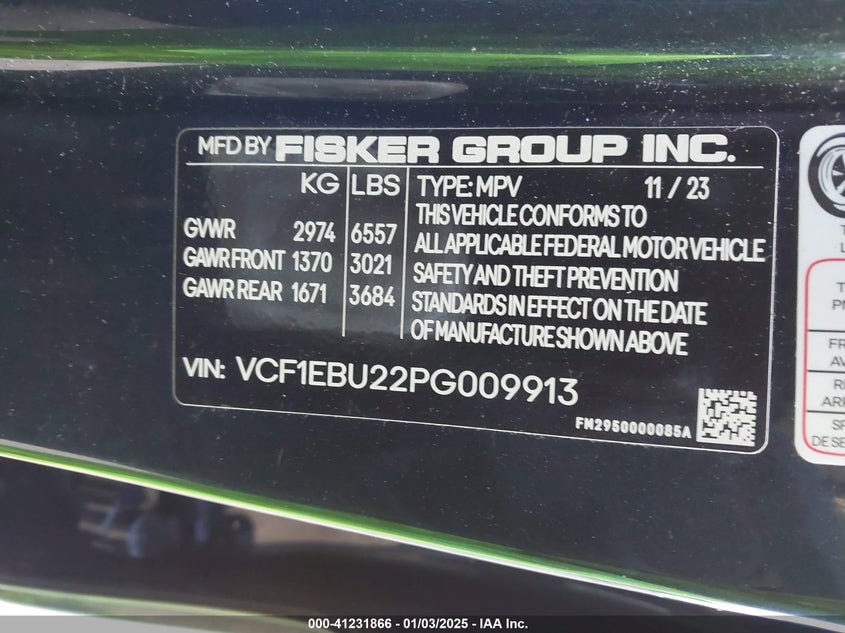 MFD BY FISKER GROUP INC.
KG LBS TYPE: MPV 11 / 23
GVWR 2974 6557
GAWR FRONT 1370 3021
GAWR REAR 1671 3684
THIS VEHICLE CONFORMS TO
ALL APPLICABLE FEDERAL MOTOR VEHICLE
SAFETY AND THEFT PREVENTION
STANDARDS IN EFFECT ON THE DATE
OF MANUFACTURE SHOWN ABOVE
VIN: VCF1EBU22PG009913
FM2950000085A
000-41231866 - 01/03/2025 - IAA Inc.